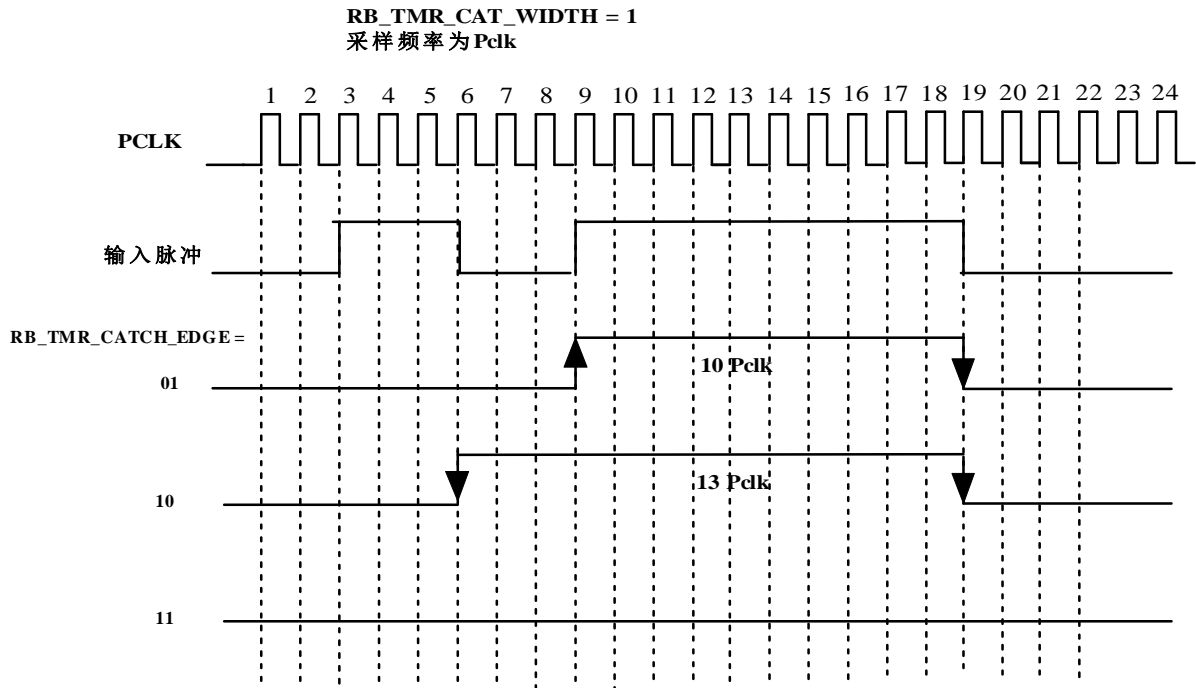 RB_TMR_CAT_WIDTH = 1
采样频率为Pclk
1 2 3 4 5 6 7 8 9 10 11 12 13 14 15 16 17 18 19 20 21 22 23 24
PCLK
输入脉冲
RB_TMR_CATCH_EDGE =
10 Pclk
01
13 Pclk
10
11